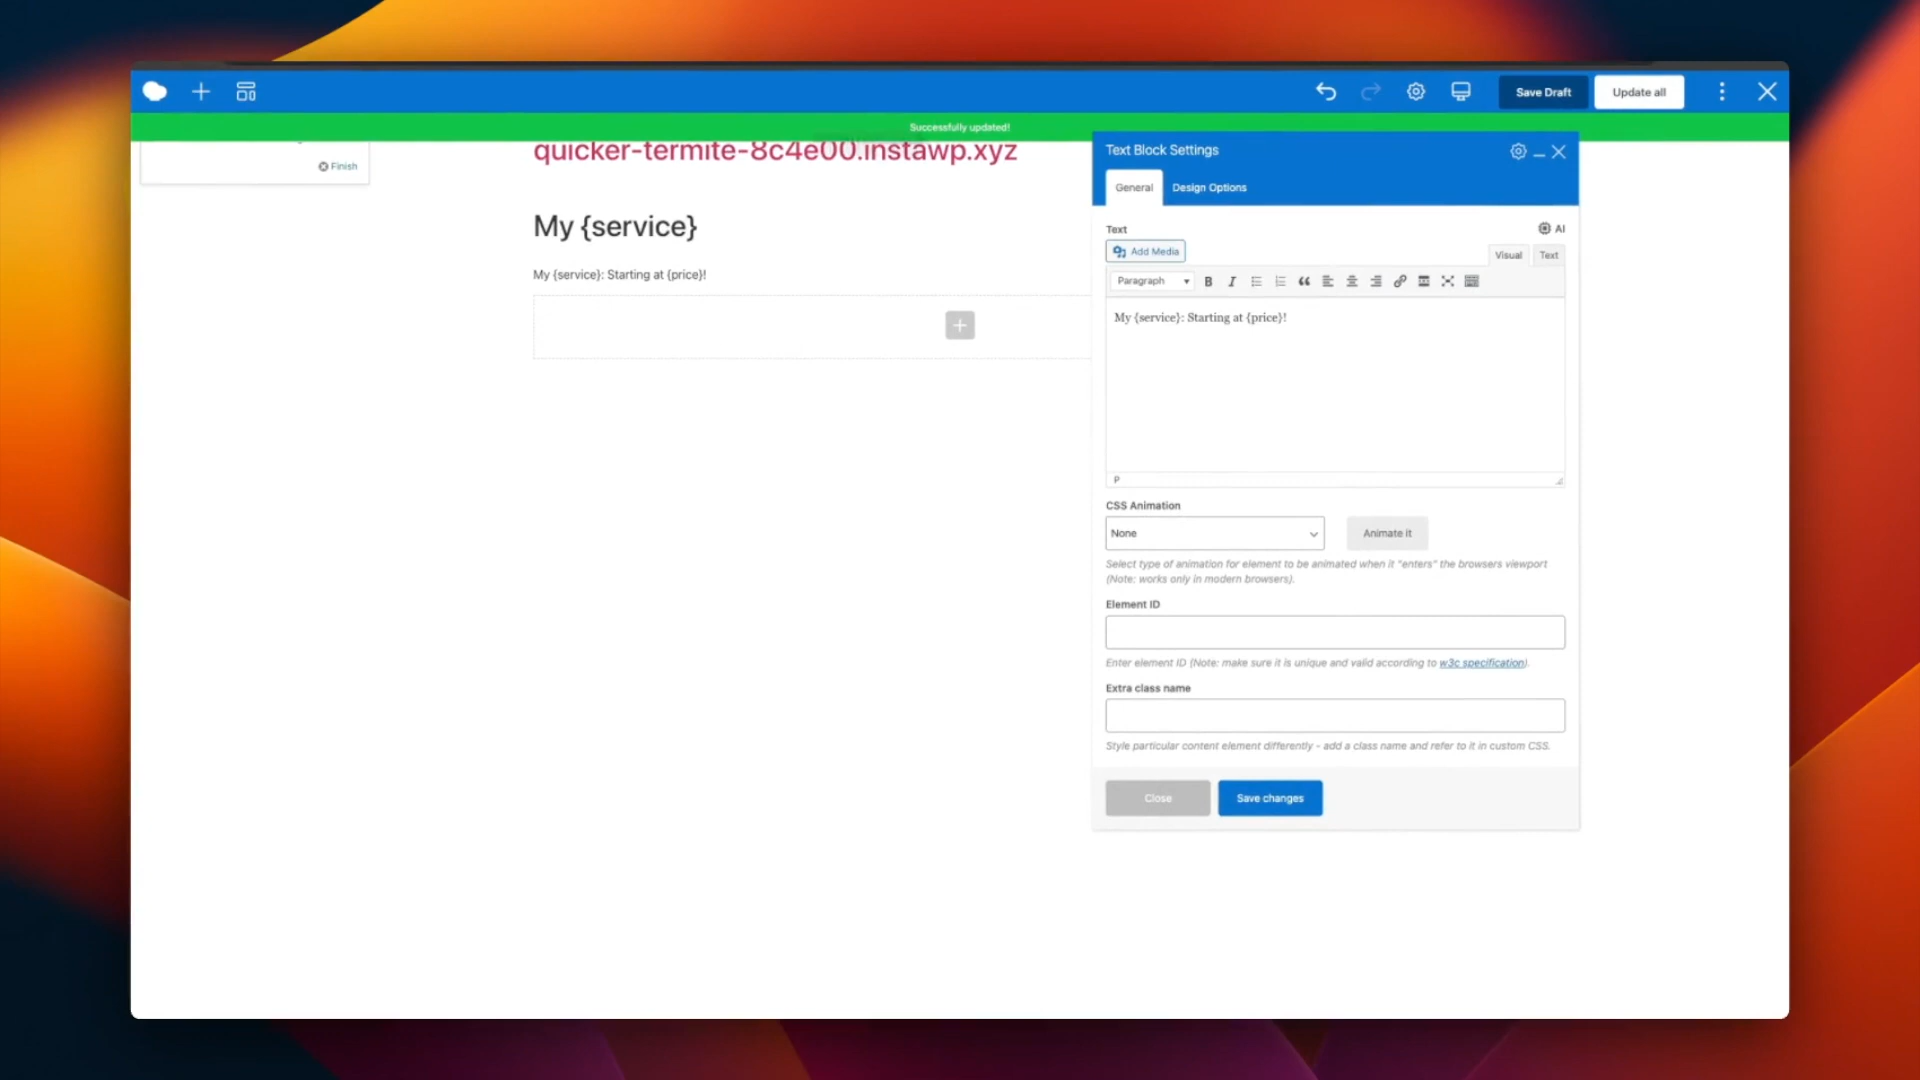 Save Draft
Update all
Successfully updated!
Finish
quicker-termite-8c4e00.instawp.xyz
My {service}
My {service}: Starting at {price}!
Text Block Settings
General
Design Options
Text
AI
Add Media
Visual
Text
Paragraph
B
I
My {service}: Starting at {price}!
P
CSS Animation
None
Animate it
Select type of animation for element to be animated when it "enters" the browsers viewport
(Note: works only in modern browsers).
Element ID
Enter element ID (Note: make sure it is unique and valid according to w3c specification).
Extra class name
Style particular content element differently - add a class name and refer to it in custom CSS.
Close
Save changes